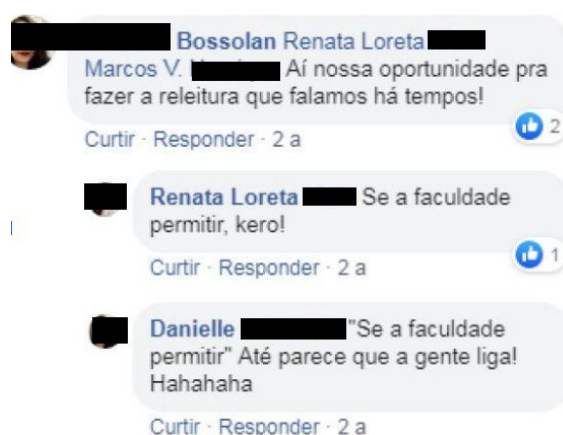 Bossolan Renata Loreta
Marcos V. Aí nossa oportunidade pra
fazer a releitura que falamos há tempos!
2
Curtir · Responder · 2 a
Renata Loreta Se a faculdade
permitir, kero!
1
Curtir · Responder · 2 a
Danielle "Se a faculdade
permitir" Até parece que a gente liga!
Hahahaha
Curtir · Responder · 2 a